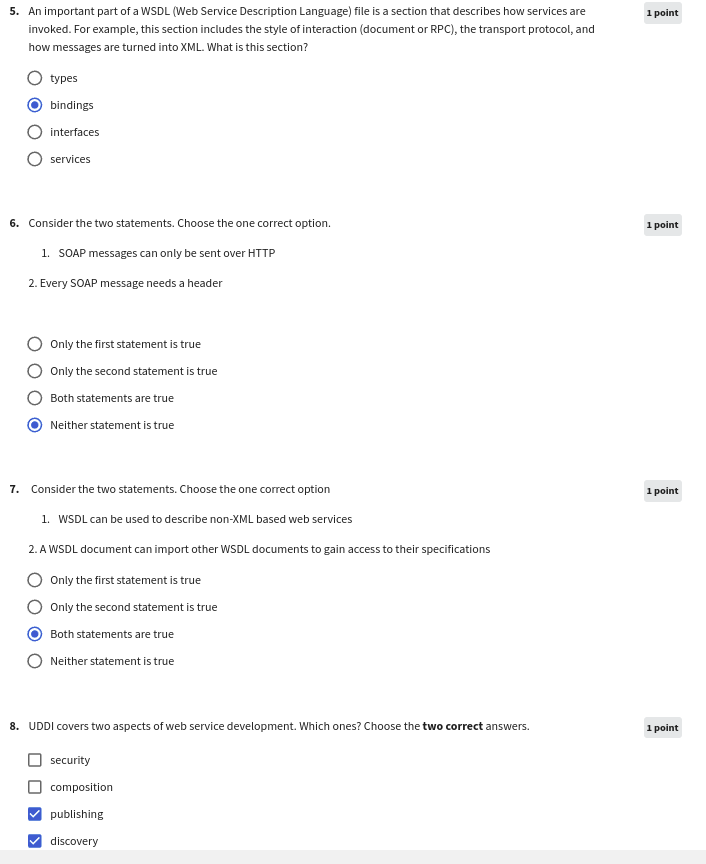 5. An important part of a WSDL (Web Service Description Language) file is a section that describes how services are
1 point
invoked. For example, this section includes the style of interaction (document or RPC), the transport protocol, and
how messages are turned into XML. What is this section?
types
bindings
interfaces
services
6. Consider the two statements. Choose the one correct option.
1 point
1. SOAP messages can only be sent over HTTP
2. Every SOAP message needs a header
Only the first statement is true
Only the second statement is true
Both statements are true
Neither statement is true
7. Consider the two statements. Choose the one correct option
1 point
1. WSDL can be used to describe non-XML based web services
2. A WSDL document can import other WSDL documents to gain access to their specifications
Only the first statement is true
Only the second statement is true
Both statements are true
Neither statement is true
8. UDDI covers two aspects of web service development. Which ones? Choose the two correct answers.
1 point
security
composition
publishing
discovery